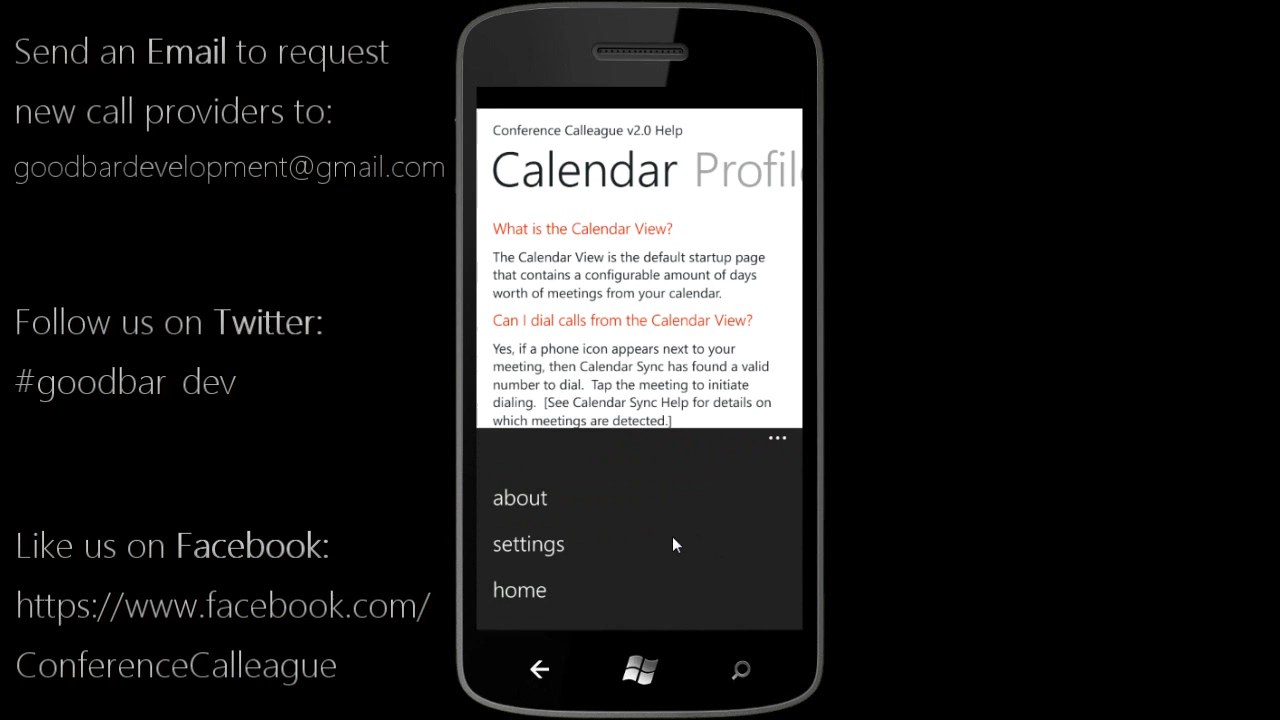 Send an Email to request
new call providers to:
goodbardevelopment@gmail.com
Follow us on Twitter:
#goodbar dev
Like us on Facebook:
https://www.facebook.com/
ConferenceCalleague
Conference Calleague v2.0 Help
Calendar Profile
What is the Calendar View?
The Calendar View is the default startup page
that contains a configurable amount of days
worth of meetings from your calendar.
Can I dial calls from the Calendar View?
Yes, if a phone icon appears next to your
meeting, then Calendar Sync has found a valid
number to dial.  Tap the meeting to initiate
dialing.  [See Calendar Sync Help for details on
which meetings are detected.]
...
about
settings
home